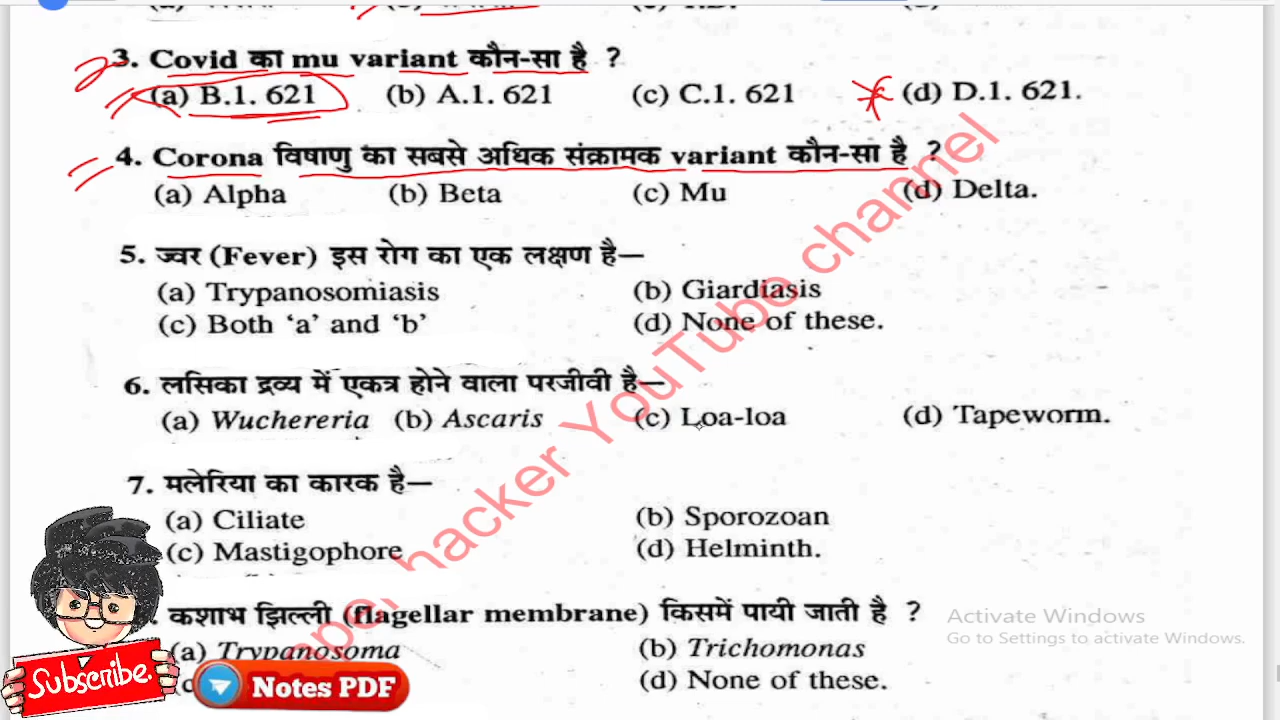 3. Covid का mu variant कौन-सा है ?
(a) B.1. 621 (b) A.1. 621 (c) C.1. 621 (d) D.1. 621.
4. Corona विषाणु का सबसे अधिक संक्रामक variant कौन-सा है ?
(a) Alpha (b) Beta (c) Mu (d) Delta.
5. ज्वर (Fever) इस रोग का एक लक्षण है—
(a) Trypanosomiasis (b) Giardiasis
(c) Both ‘a’ and ‘b’ (d) None of these.
6. लसिका द्रव्य में एकत्र होने वाला परजीवी है—
(a) Wuchereria (b) Ascaris (c) Loa-loa (d) Tapeworm.
7. मलेरिया का कारक है—
(a) Ciliate (b) Sporozoan
(c) Mastigophore (d) Helminth.
कशाभ झिल्ली (flagellar membrane) किसमें पायी जाती है ?
(a) Trypanosoma (b) Trichomonas
(d) None of these.
hacker YouTube channel
Activate Windows
Go to Settings to activate Windows.
Subscribe.
Notes PDF